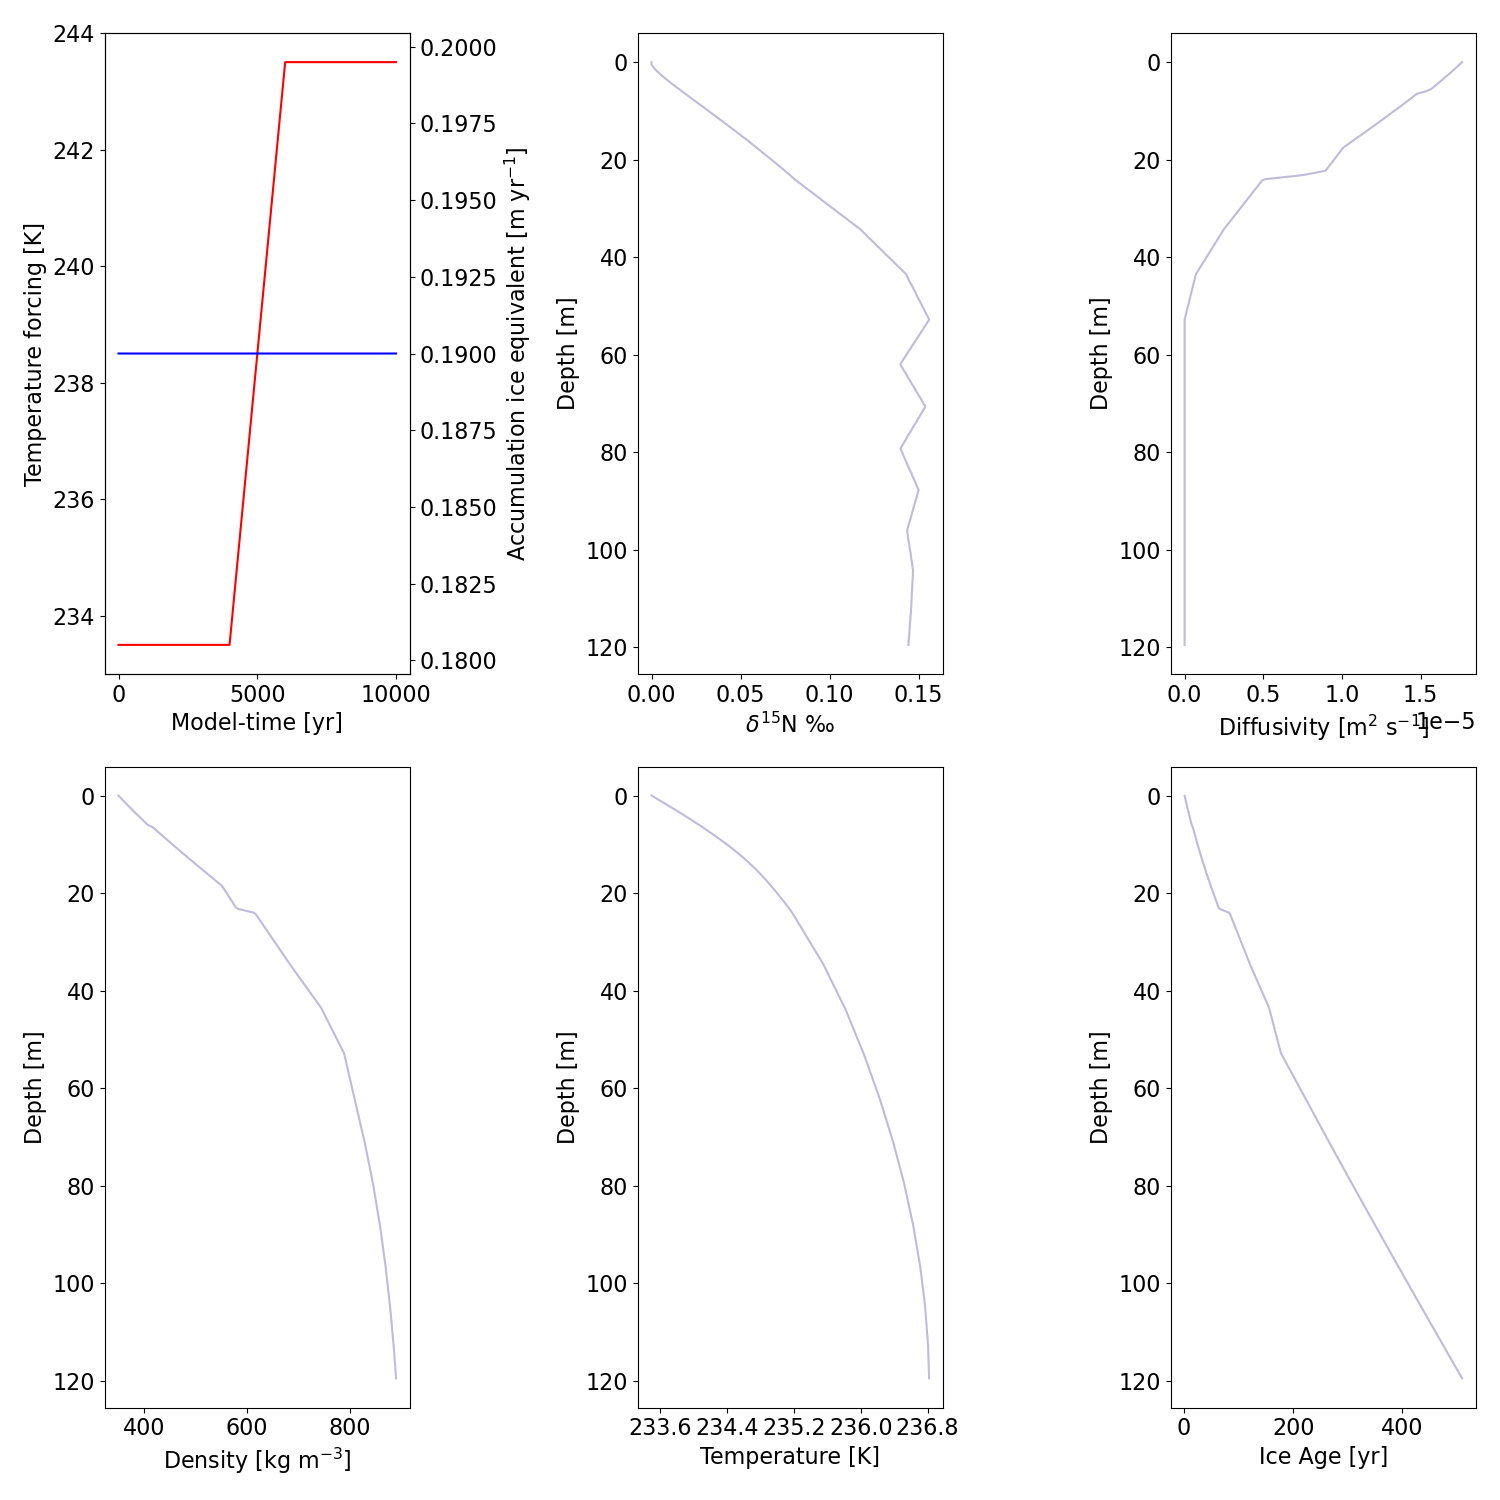 244
242
240
238
236
234
Temperature forcing [K]
0.2000
0.1975
0.1950
0.1925
0.1900
0.1875
0.1850
0.1825
0.1800
Accumulation ice equivalent [m yr⁻¹]
0 5000 10000
Model-time [yr]
0
20
40
60
80
100
120
Depth [m]
0.00 0.05 0.10 0.15
δ¹⁵N ‰
0
20
40
60
80
100
120
Depth [m]
0.0 0.5 1.0 1.5
1e−5
Diffusivity [m² s⁻¹]
0
20
40
60
80
100
120
Depth [m]
400 600 800
Density [kg m⁻³]
0
20
40
60
80
100
120
Depth [m]
233.6 234.4 235.2 236.0 236.8
Temperature [K]
0
20
40
60
80
100
120
Depth [m]
0 200 400
Ice Age [yr]